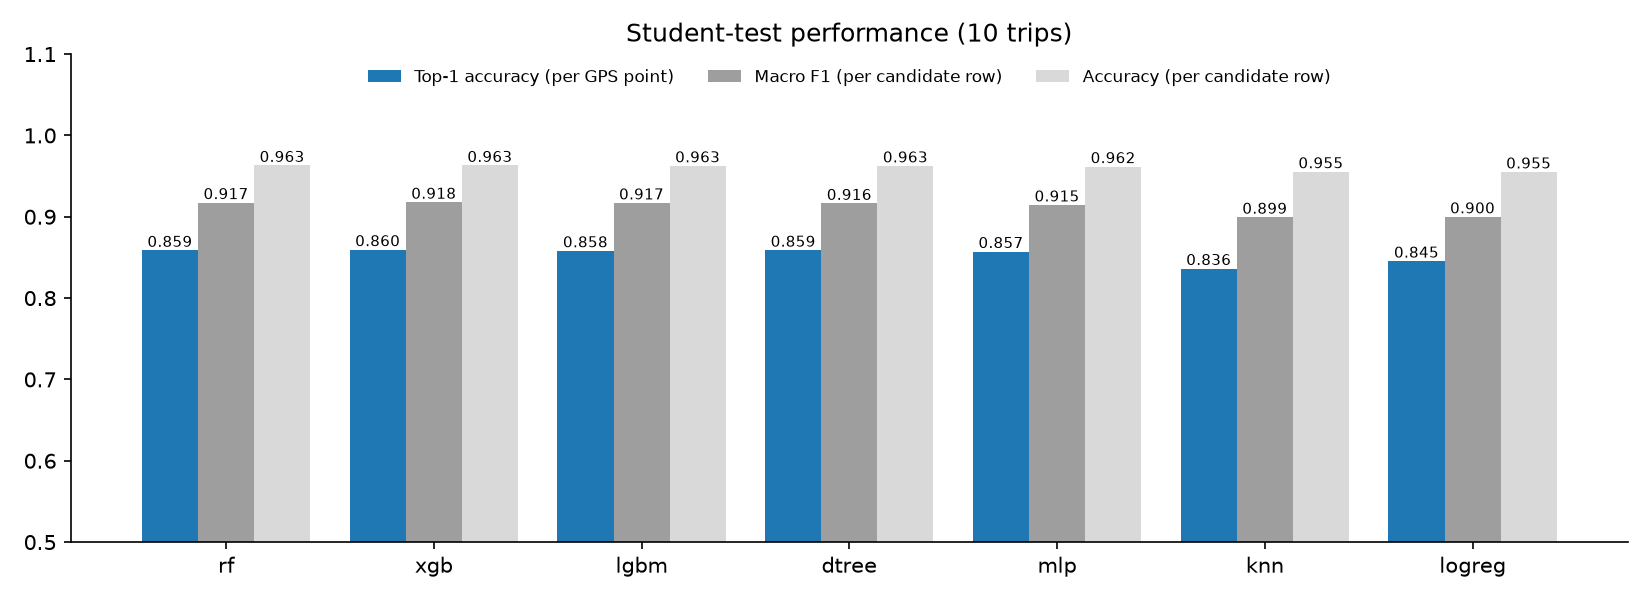 Student-test performance (10 trips)
1.1
Top-1 accuracy (per GPS point) Macro F1 (per candidate row) Accuracy (per candidate row)
1.0
0.9
0.8
0.7
0.6
0.5
0.859 0.917 0.963
0.860 0.918 0.963
0.858 0.917 0.963
0.859 0.916 0.963
0.857 0.915 0.962
0.836 0.899 0.955
0.845 0.900 0.955
rf xgb lgbm dtree mlp knn logreg